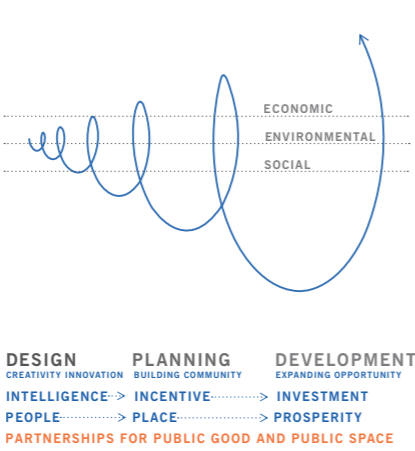 ECONOMIC
ENVIRONMENTAL
SOCIAL
DESIGN PLANNING DEVELOPMENT
CREATIVITY INNOVATION BUILDING COMMUNITY EXPANDING OPPORTUNITY
INTELLIGENCE INCENTIVE INVESTMENT
PEOPLE PLACE PROSPERITY
PARTNERSHIPS FOR PUBLIC GOOD AND PUBLIC SPACE